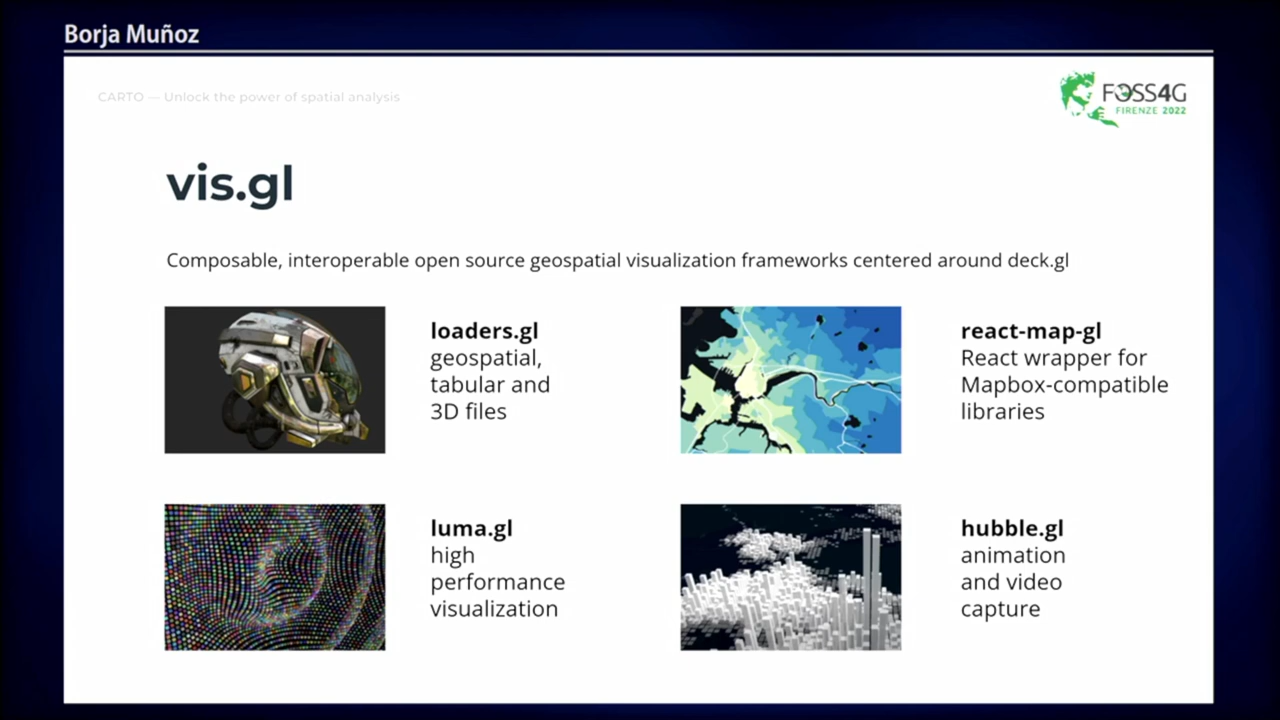 Borja Muñoz
CARTO — Unlock the power of spatial analysis
FOSS4G
FIRENZE 2022
vis.gl
Composable, interoperable open source geospatial visualization frameworks centered around deck.gl
loaders.gl
geospatial,
tabular and
3D files
react-map-gl
React wrapper for
Mapbox-compatible
libraries
luma.gl
high
performance
visualization
hubble.gl
animation
and video
capture